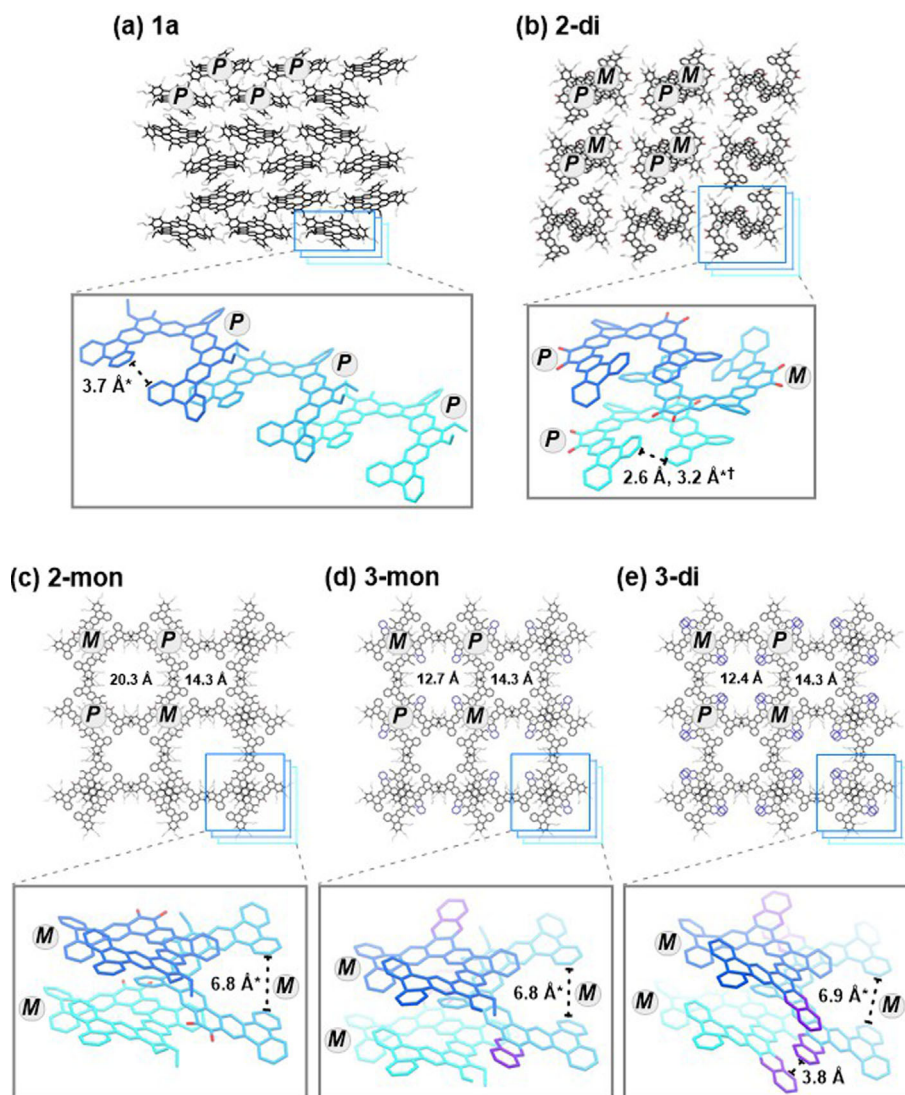 (a) 1a
(b) 2-di
P P
P P
M M
P P
M M
P P
P
P
P
3.7 Å*
P
M
P
2.6 Å, 3.2 Å*†
(c) 2-mon
(d) 3-mon
(e) 3-di
M P
20.3 Å 14.3 Å
P M
M P
12.7 Å 14.3 Å
P M
M P
12.4 Å 14.3 Å
P M
M
6.8 Å*
M
M
M
6.8 Å*
M
M
M
6.9 Å*
M
M
3.8 Å